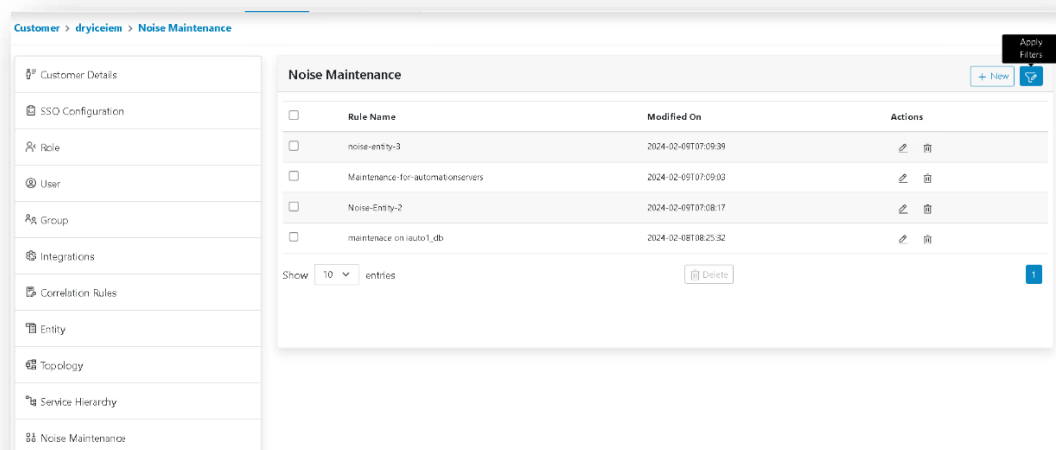 Customer > dryiceiem > Noise Maintenance
Apply
Filters
Customer Details
SSO Configuration
Role
User
Group
Integrations
Correlation Rules
Entity
Topology
Service Hierarchy
Noise Maintenance
Noise Maintenance
+ New
Rule Name Modified On Actions
noise-entity-3 2024-02-09T07:09:39
Maintenance-for-automationservers 2024-02-09T07:09:03
Noise-Entity-2 2024-02-09T07:08:17
maintenace on iauto1_db 2024-02-08T08:25:32
Show 10 entries Delete 1